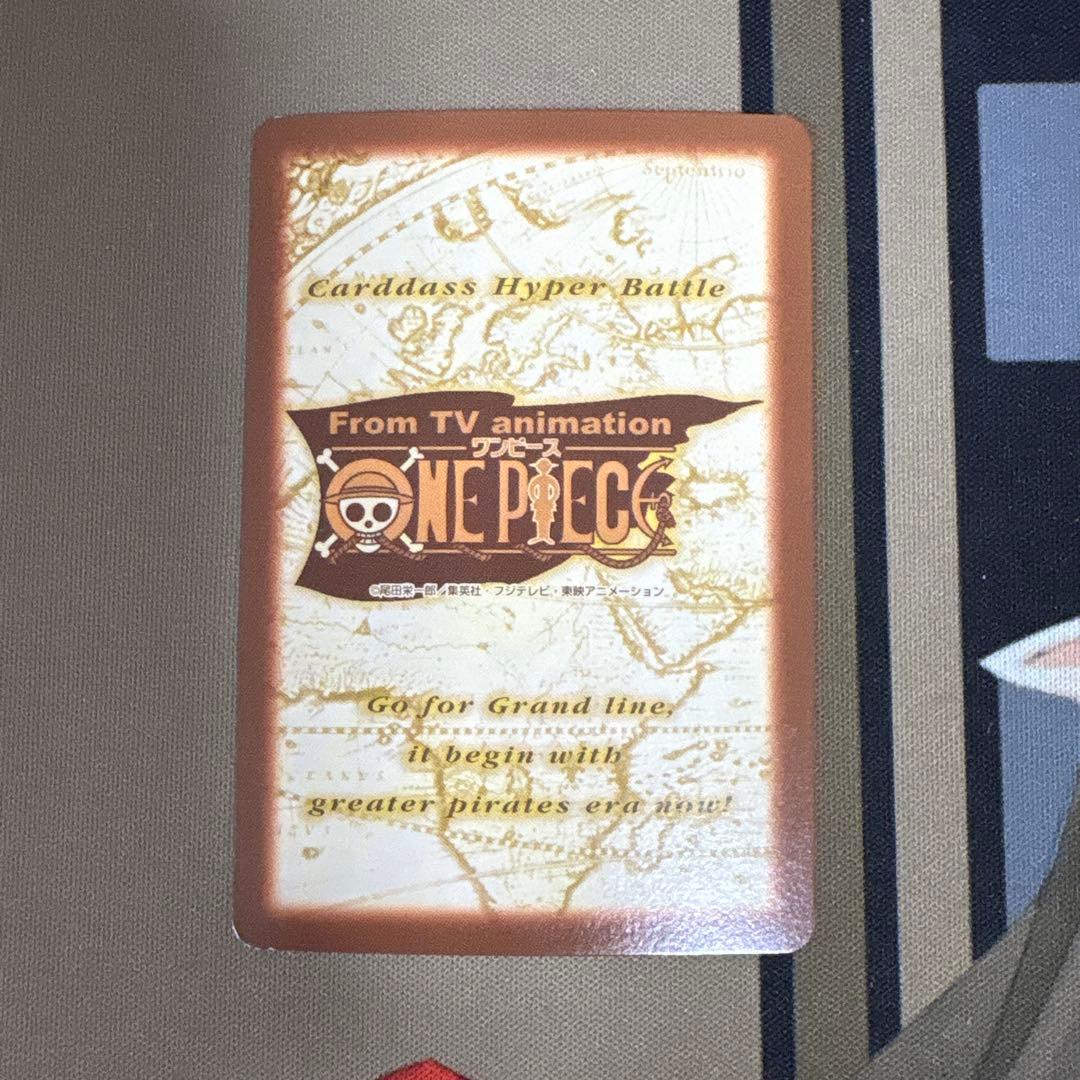 Septentrio
Carddass Hyper Battle
From TV animation
ワンピース
ONE PIECE
©尾田栄一郎/集英社・フジテレビ・東映アニメーション
Go for Grand line,
it begin with
greater pirates era now!